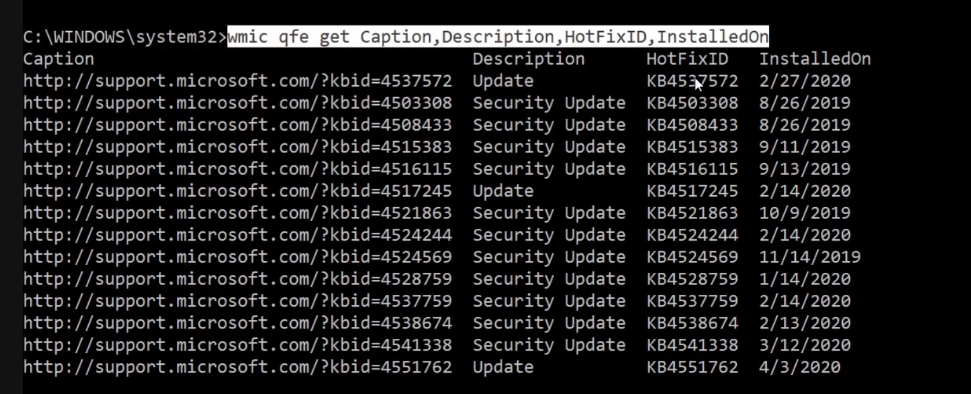 C:\WINDOWS\system32>wmic qfe get Caption,Description,HotFixID,InstalledOn
Caption Description HotFixID InstalledOn
http://support.microsoft.com/?kbid=4537572 Update KB4537572 2/27/2020
http://support.microsoft.com/?kbid=4503308 Security Update KB4503308 8/26/2019
http://support.microsoft.com/?kbid=4508433 Security Update KB4508433 8/26/2019
http://support.microsoft.com/?kbid=4515383 Security Update KB4515383 9/11/2019
http://support.microsoft.com/?kbid=4516115 Security Update KB4516115 9/13/2019
http://support.microsoft.com/?kbid=4517245 Update KB4517245 2/14/2020
http://support.microsoft.com/?kbid=4521863 Security Update KB4521863 10/9/2019
http://support.microsoft.com/?kbid=4524244 Security Update KB4524244 2/14/2020
http://support.microsoft.com/?kbid=4524569 Security Update KB4524569 11/14/2019
http://support.microsoft.com/?kbid=4528759 Security Update KB4528759 1/14/2020
http://support.microsoft.com/?kbid=4537759 Security Update KB4537759 2/14/2020
http://support.microsoft.com/?kbid=4538674 Security Update KB4538674 2/13/2020
http://support.microsoft.com/?kbid=4541338 Security Update KB4541338 3/12/2020
http://support.microsoft.com/?kbid=4551762 Update KB4551762 4/3/2020